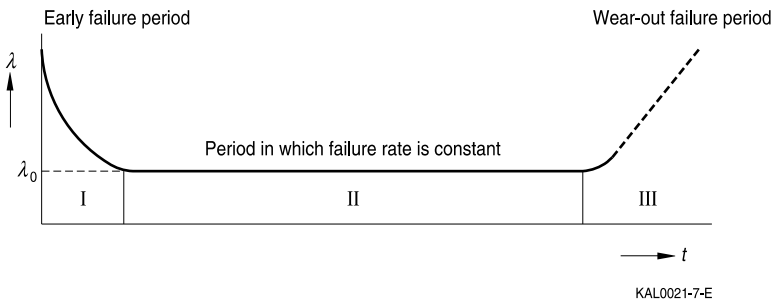 Early failure period
Wear-out failure period
λ
Period in which failure rate is constant
λ0
I
II
III
t
KAL0021-7-E